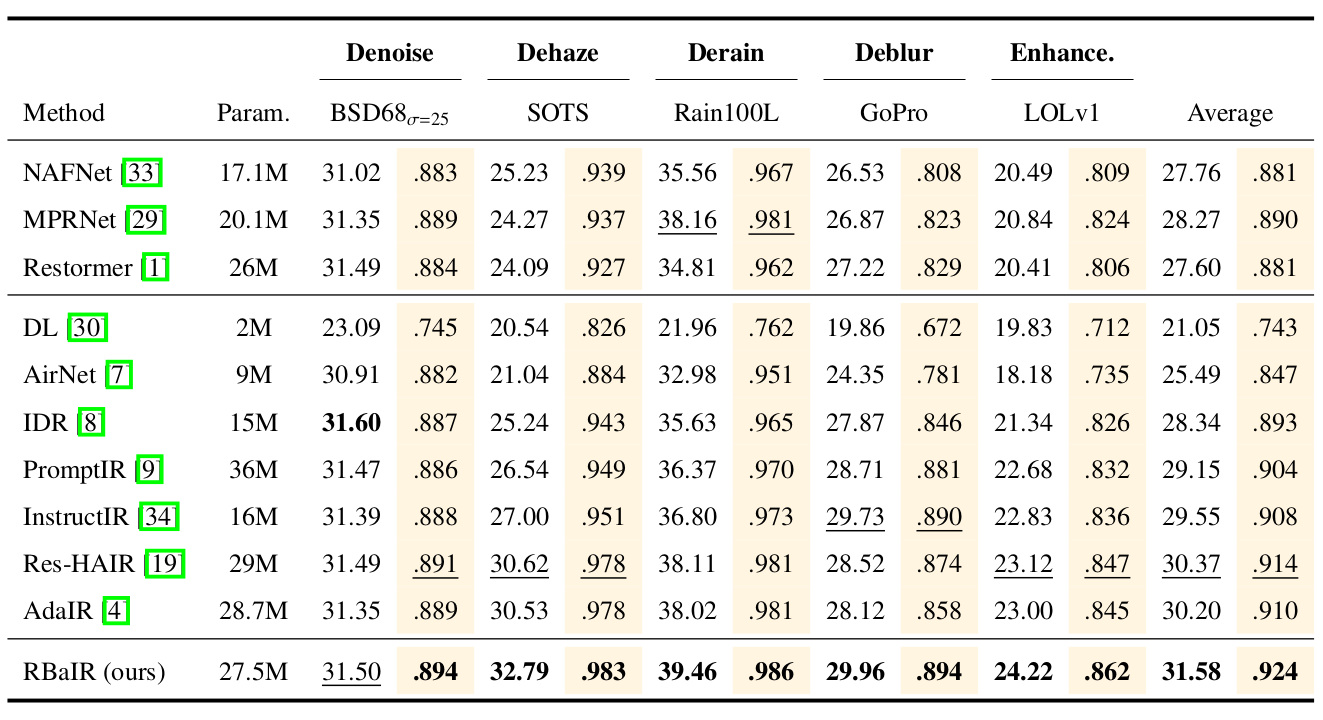 Denoise Dehaze Derain Deblur Enhance.
Method Param. BSD68σ=25 SOTS Rain100L GoPro LOLv1 Average
NAFNet [33] 17.1M 31.02 .883 25.23 .939 35.56 .967 26.53 .808 20.49 .809 27.76 .881
MPRNet [29] 20.1M 31.35 .889 24.27 .937 38.16 .981 26.87 .823 20.84 .824 28.27 .890
Restormer [1] 26M 31.49 .884 24.09 .927 34.81 .962 27.22 .829 20.41 .806 27.60 .881
DL [30] 2M 23.09 .745 20.54 .826 21.96 .762 19.86 .672 19.83 .712 21.05 .743
AirNet [7] 9M 30.91 .882 21.04 .884 32.98 .951 24.35 .781 18.18 .735 25.49 .847
IDR [8] 15M 31.60 .887 25.24 .943 35.63 .965 27.87 .846 21.34 .826 28.34 .893
PromptIR [9] 36M 31.47 .886 26.54 .949 36.37 .970 28.71 .881 22.68 .832 29.15 .904
InstructIR [34] 16M 31.39 .888 27.00 .951 36.80 .973 29.73 .890 22.83 .836 29.55 .908
Res-HAIR [19] 29M 31.49 .891 30.62 .978 38.11 .981 28.52 .874 23.12 .847 30.37 .914
AdaIR [4] 28.7M 31.35 .889 30.53 .978 38.02 .981 28.12 .858 23.00 .845 30.20 .910
RBaIR (ours) 27.5M 31.50 .894 32.79 .983 39.46 .986 29.96 .894 24.22 .862 31.58 .924